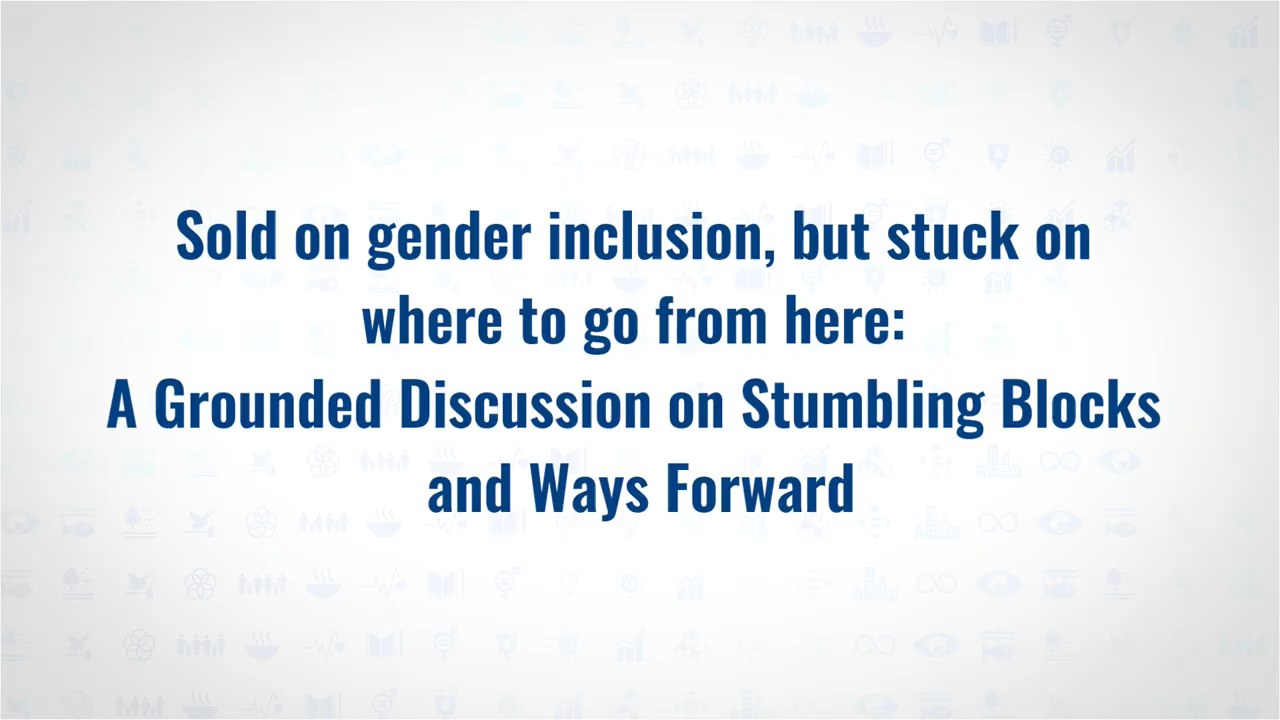 Sold on gender inclusion, but stuck on
where to go from here:
A Grounded Discussion on Stumbling Blocks
and Ways Forward